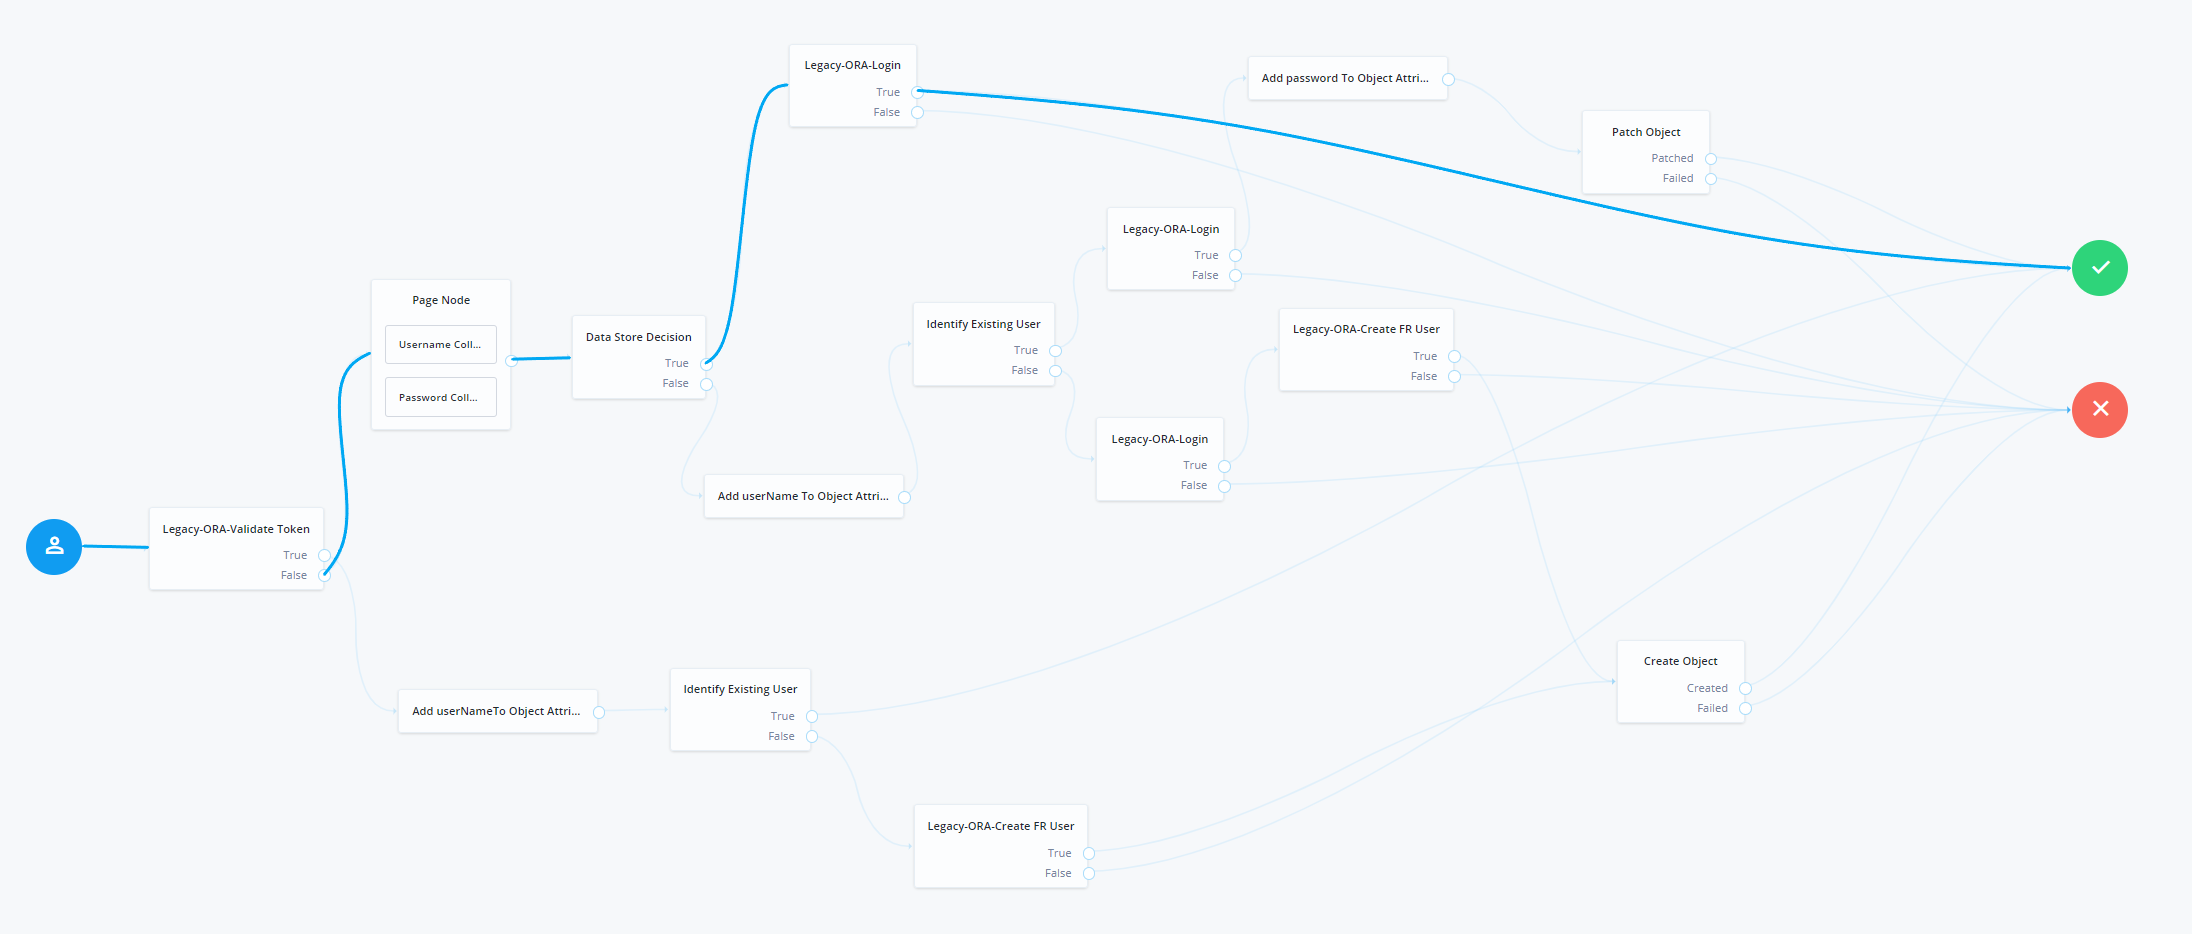 Legacy-ORA-Login
True
False
Add password To Object Attri...
Patch Object
Patched
Failed
Legacy-ORA-Login
True
False
Page Node
Username Coll...
Password Coll...
Data Store Decision
True
False
Identify Existing User
True
False
Legacy-ORA-Create FR User
True
False
Legacy-ORA-Login
True
False
Add userName To Object Attri...
Legacy-ORA-Validate Token
True
False
Add userNameTo Object Attri...
Identify Existing User
True
False
Create Object
Created
Failed
Legacy-ORA-Create FR User
True
False